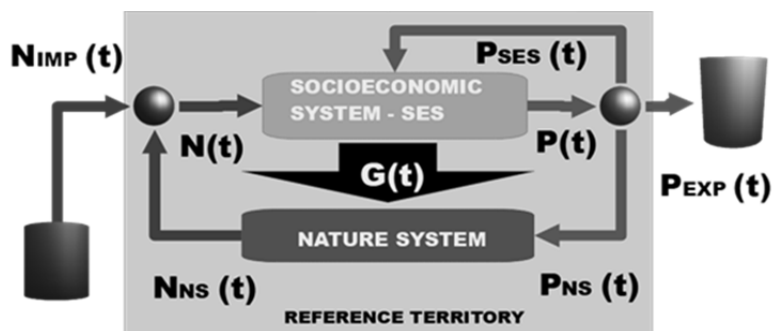 NIMP (t)
PSES (t)
SOCIOECONOMIC
SYSTEM - SES
N(t)
P(t)
G(t)
PEXP (t)
NATURE SYSTEM
NNS (t)
PNS (t)
REFERENCE TERRITORY